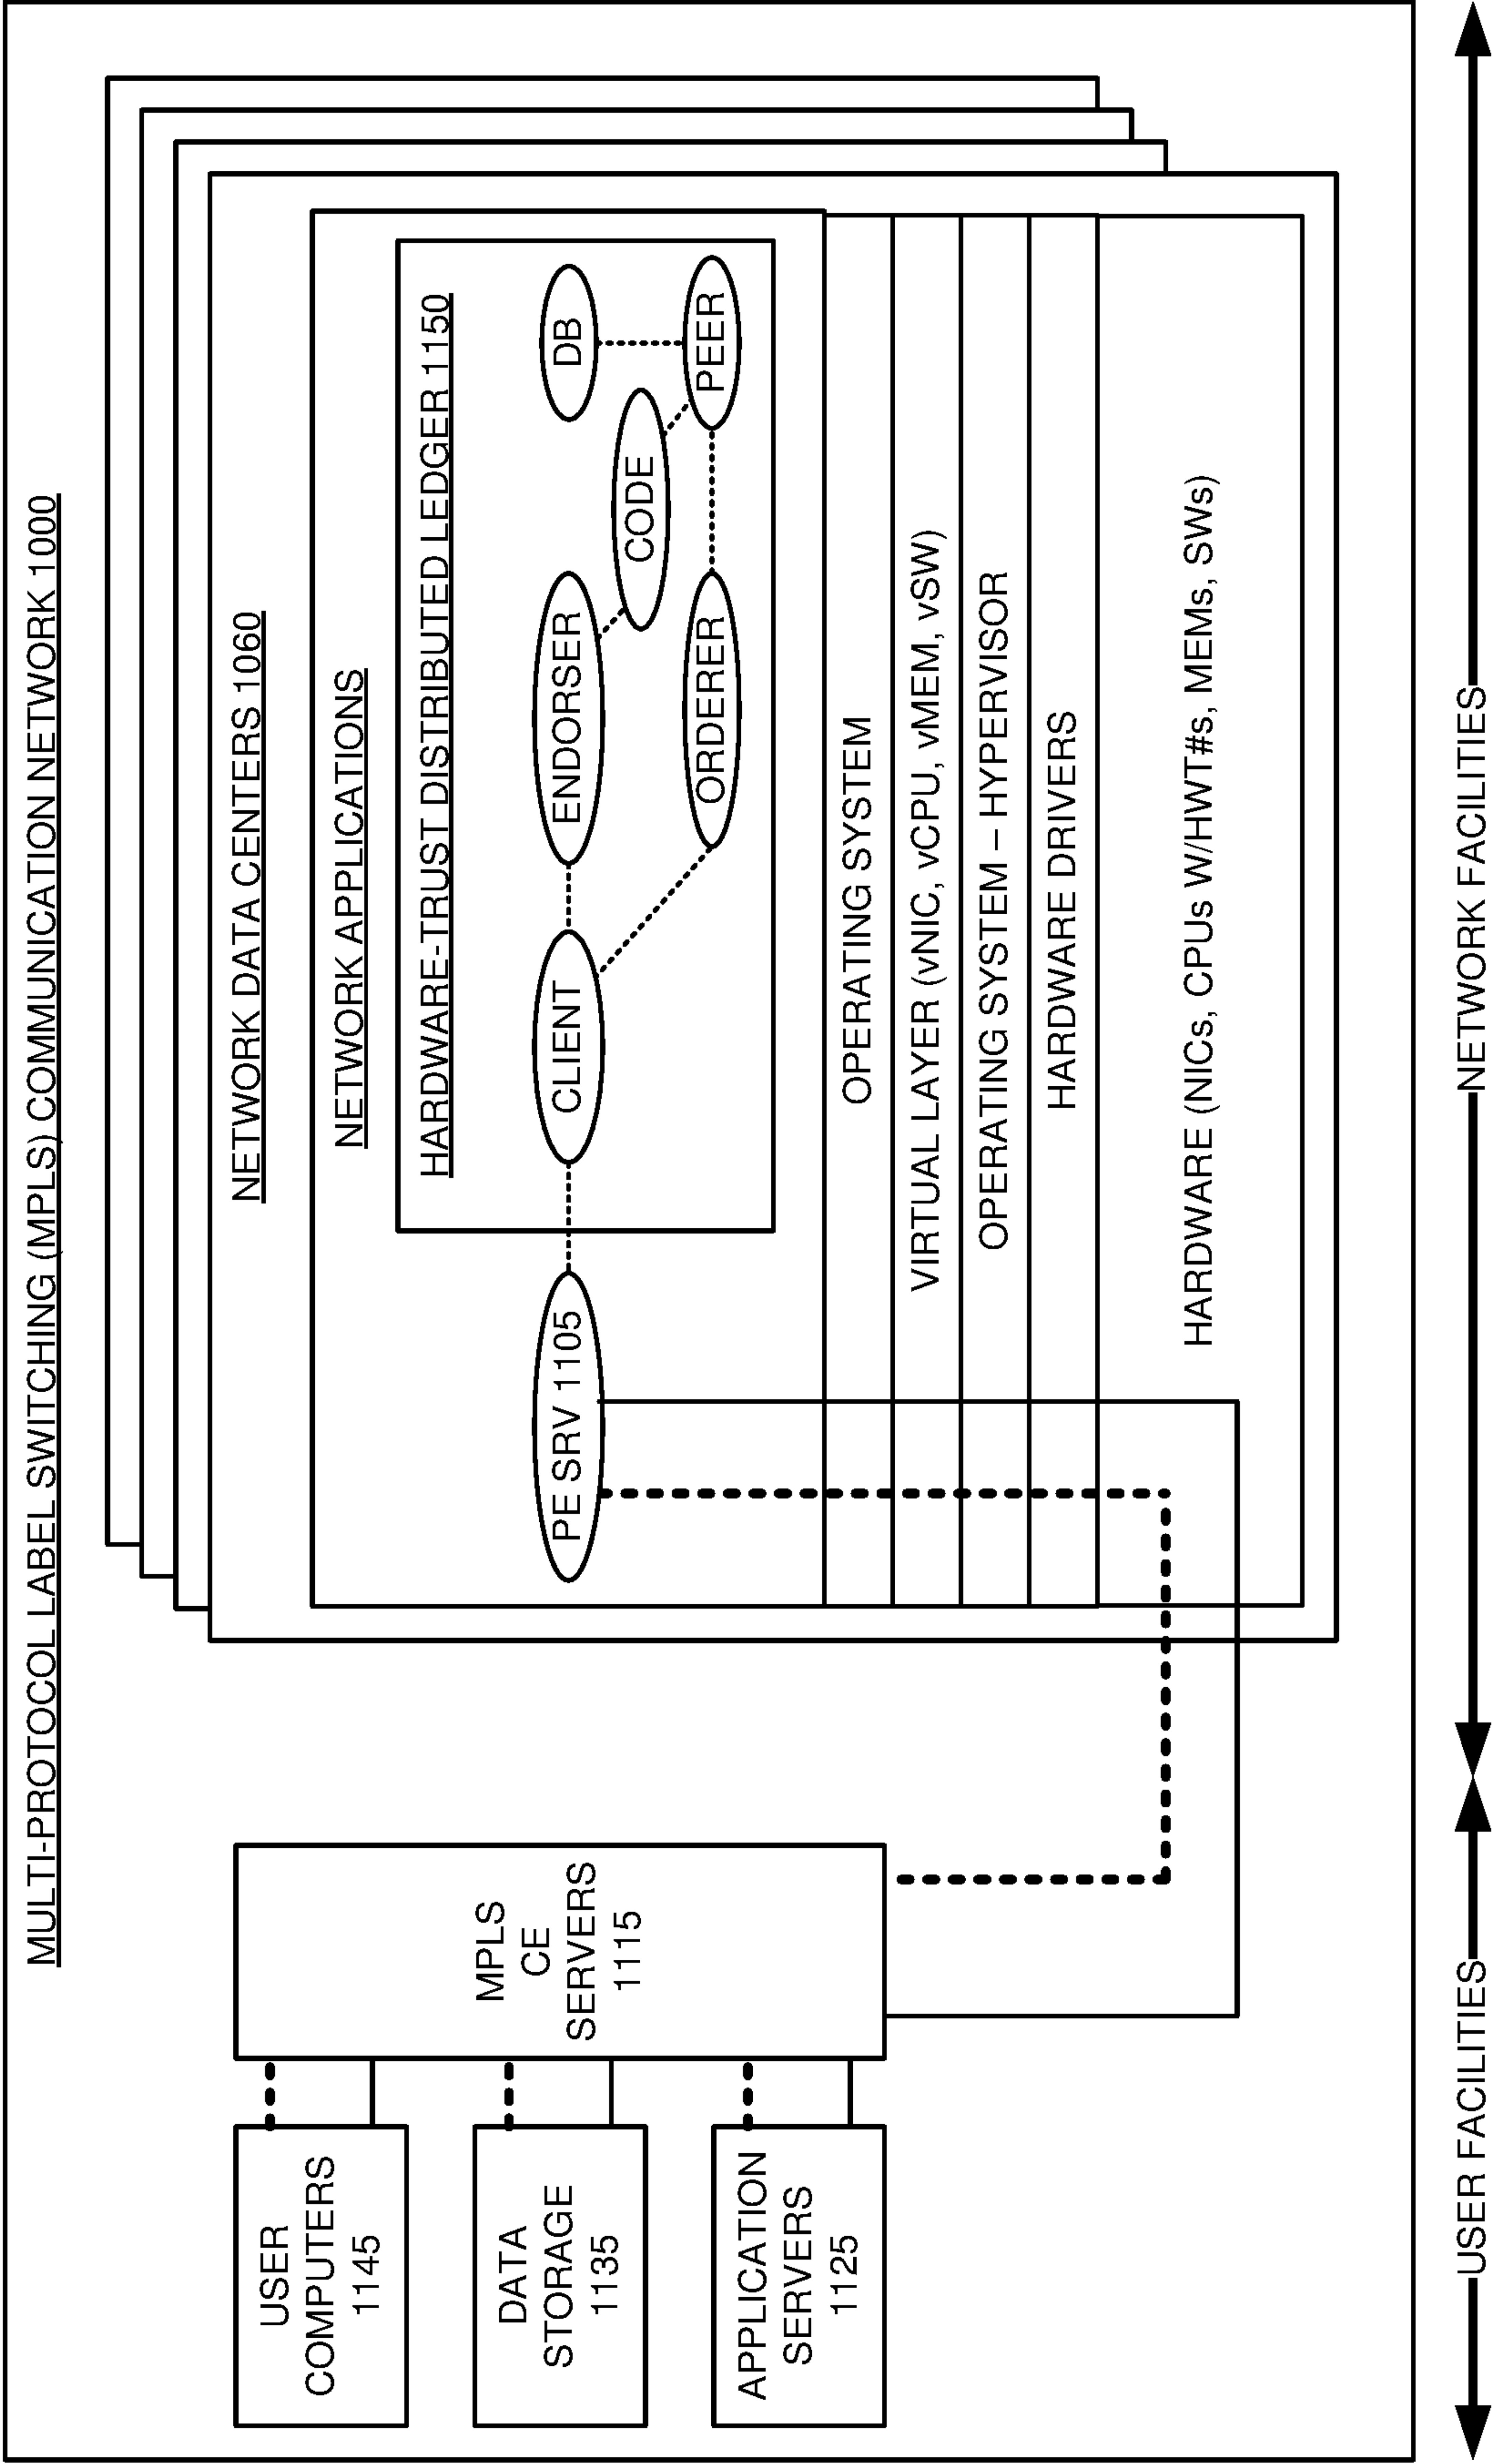 MULTI-PROTOCOL LABEL SWITCHING (MPLS) COMMUNICATION NETWORK 1000
USER
COMPUTERS
1145
DATA
STORAGE
1135
APPLICATION
SERVERS
1125
MPLS
CE
SERVERS
1115
NETWORK DATA CENTERS 1060
NETWORK APPLICATIONS
HARDWARE-TRUST DISTRIBUTED LEDGER 1150
PE SRV 1105
CLIENT
ENDORSER
DB
CODE
ORDERER
PEER
OPERATING SYSTEM
VIRTUAL LAYER (vNIC, vCPU, vMEM, vSW)
OPERATING SYSTEM – HYPERVISOR
HARDWARE DRIVERS
HARDWARE (NICs, CPUs W/HWT#s, MEMs, SWs)
USER FACILITIES
NETWORK FACILITIES